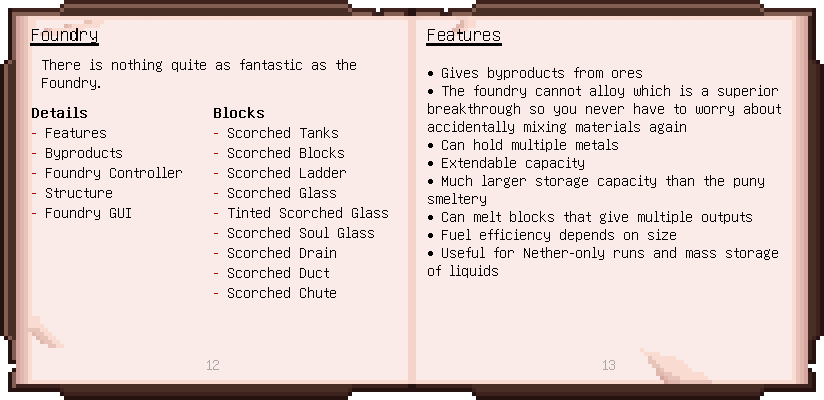 Foundry
There is nothing quite as fantastic as the
Foundry.
Details
- Features
- Byproducts
- Foundry Controller
- Structure
- Foundry GUI
Blocks
- Scorched Tanks
- Scorched Blocks
- Scorched Ladder
- Scorched Glass
- Tinted Scorched Glass
- Scorched Soul Glass
- Scorched Drain
- Scorched Duct
- Scorched Chute
12
Features
• Gives byproducts from ores
• The foundry cannot alloy which is a superior
breakthrough so you never have to worry about
accidentally mixing materials again
• Can hold multiple metals
• Extendable capacity
• Much larger storage capacity than the puny
smeltery
• Can melt blocks that give multiple outputs
• Fuel efficiency depends on size
• Useful for Nether-only runs and mass storage
of liquids
13